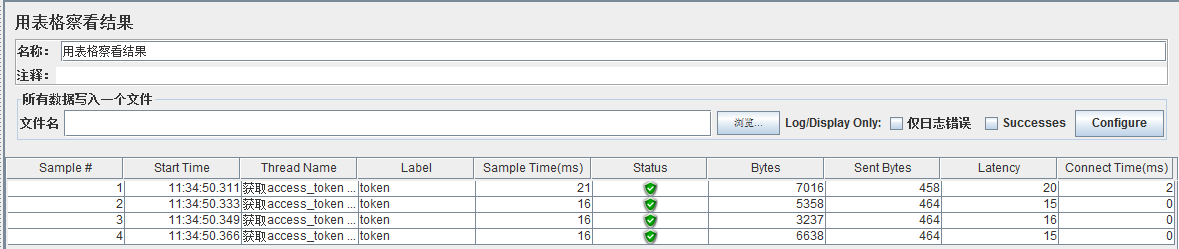 用表格察看结果
名称： 用表格察看结果
注释：
所有数据写入一个文件
文件名 浏览... Log/Display Only: 仅日志错误 Successes Configure
Sample # Start Time Thread Name Label Sample Time(ms) Status Bytes Sent Bytes Latency Connect Time(ms)
1 11:34:50.311 获取access_token ... token 21 7016 458 20 2
2 11:34:50.333 获取access_token ... token 16 5358 464 15 0
3 11:34:50.349 获取access_token ... token 16 3237 464 16 0
4 11:34:50.366 获取access_token ... token 16 6638 464 15 0